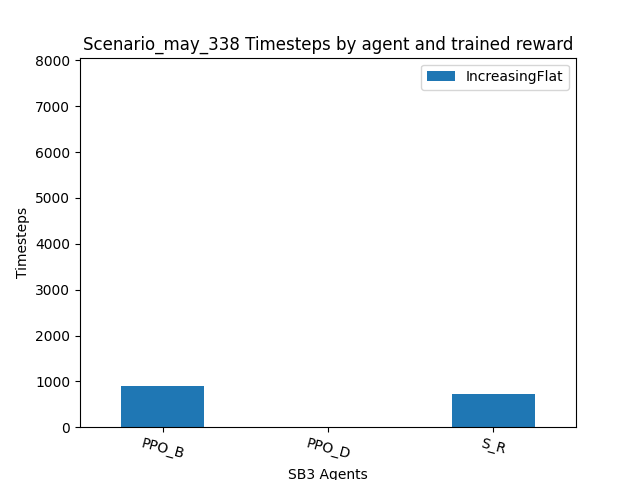 Scenario_may_338 Timesteps by agent and trained reward
IncreasingFlat
8000
7000
6000
5000
4000
3000
2000
1000
0
Timesteps
PPO_B
PPO_D
S_R
SB3 Agents